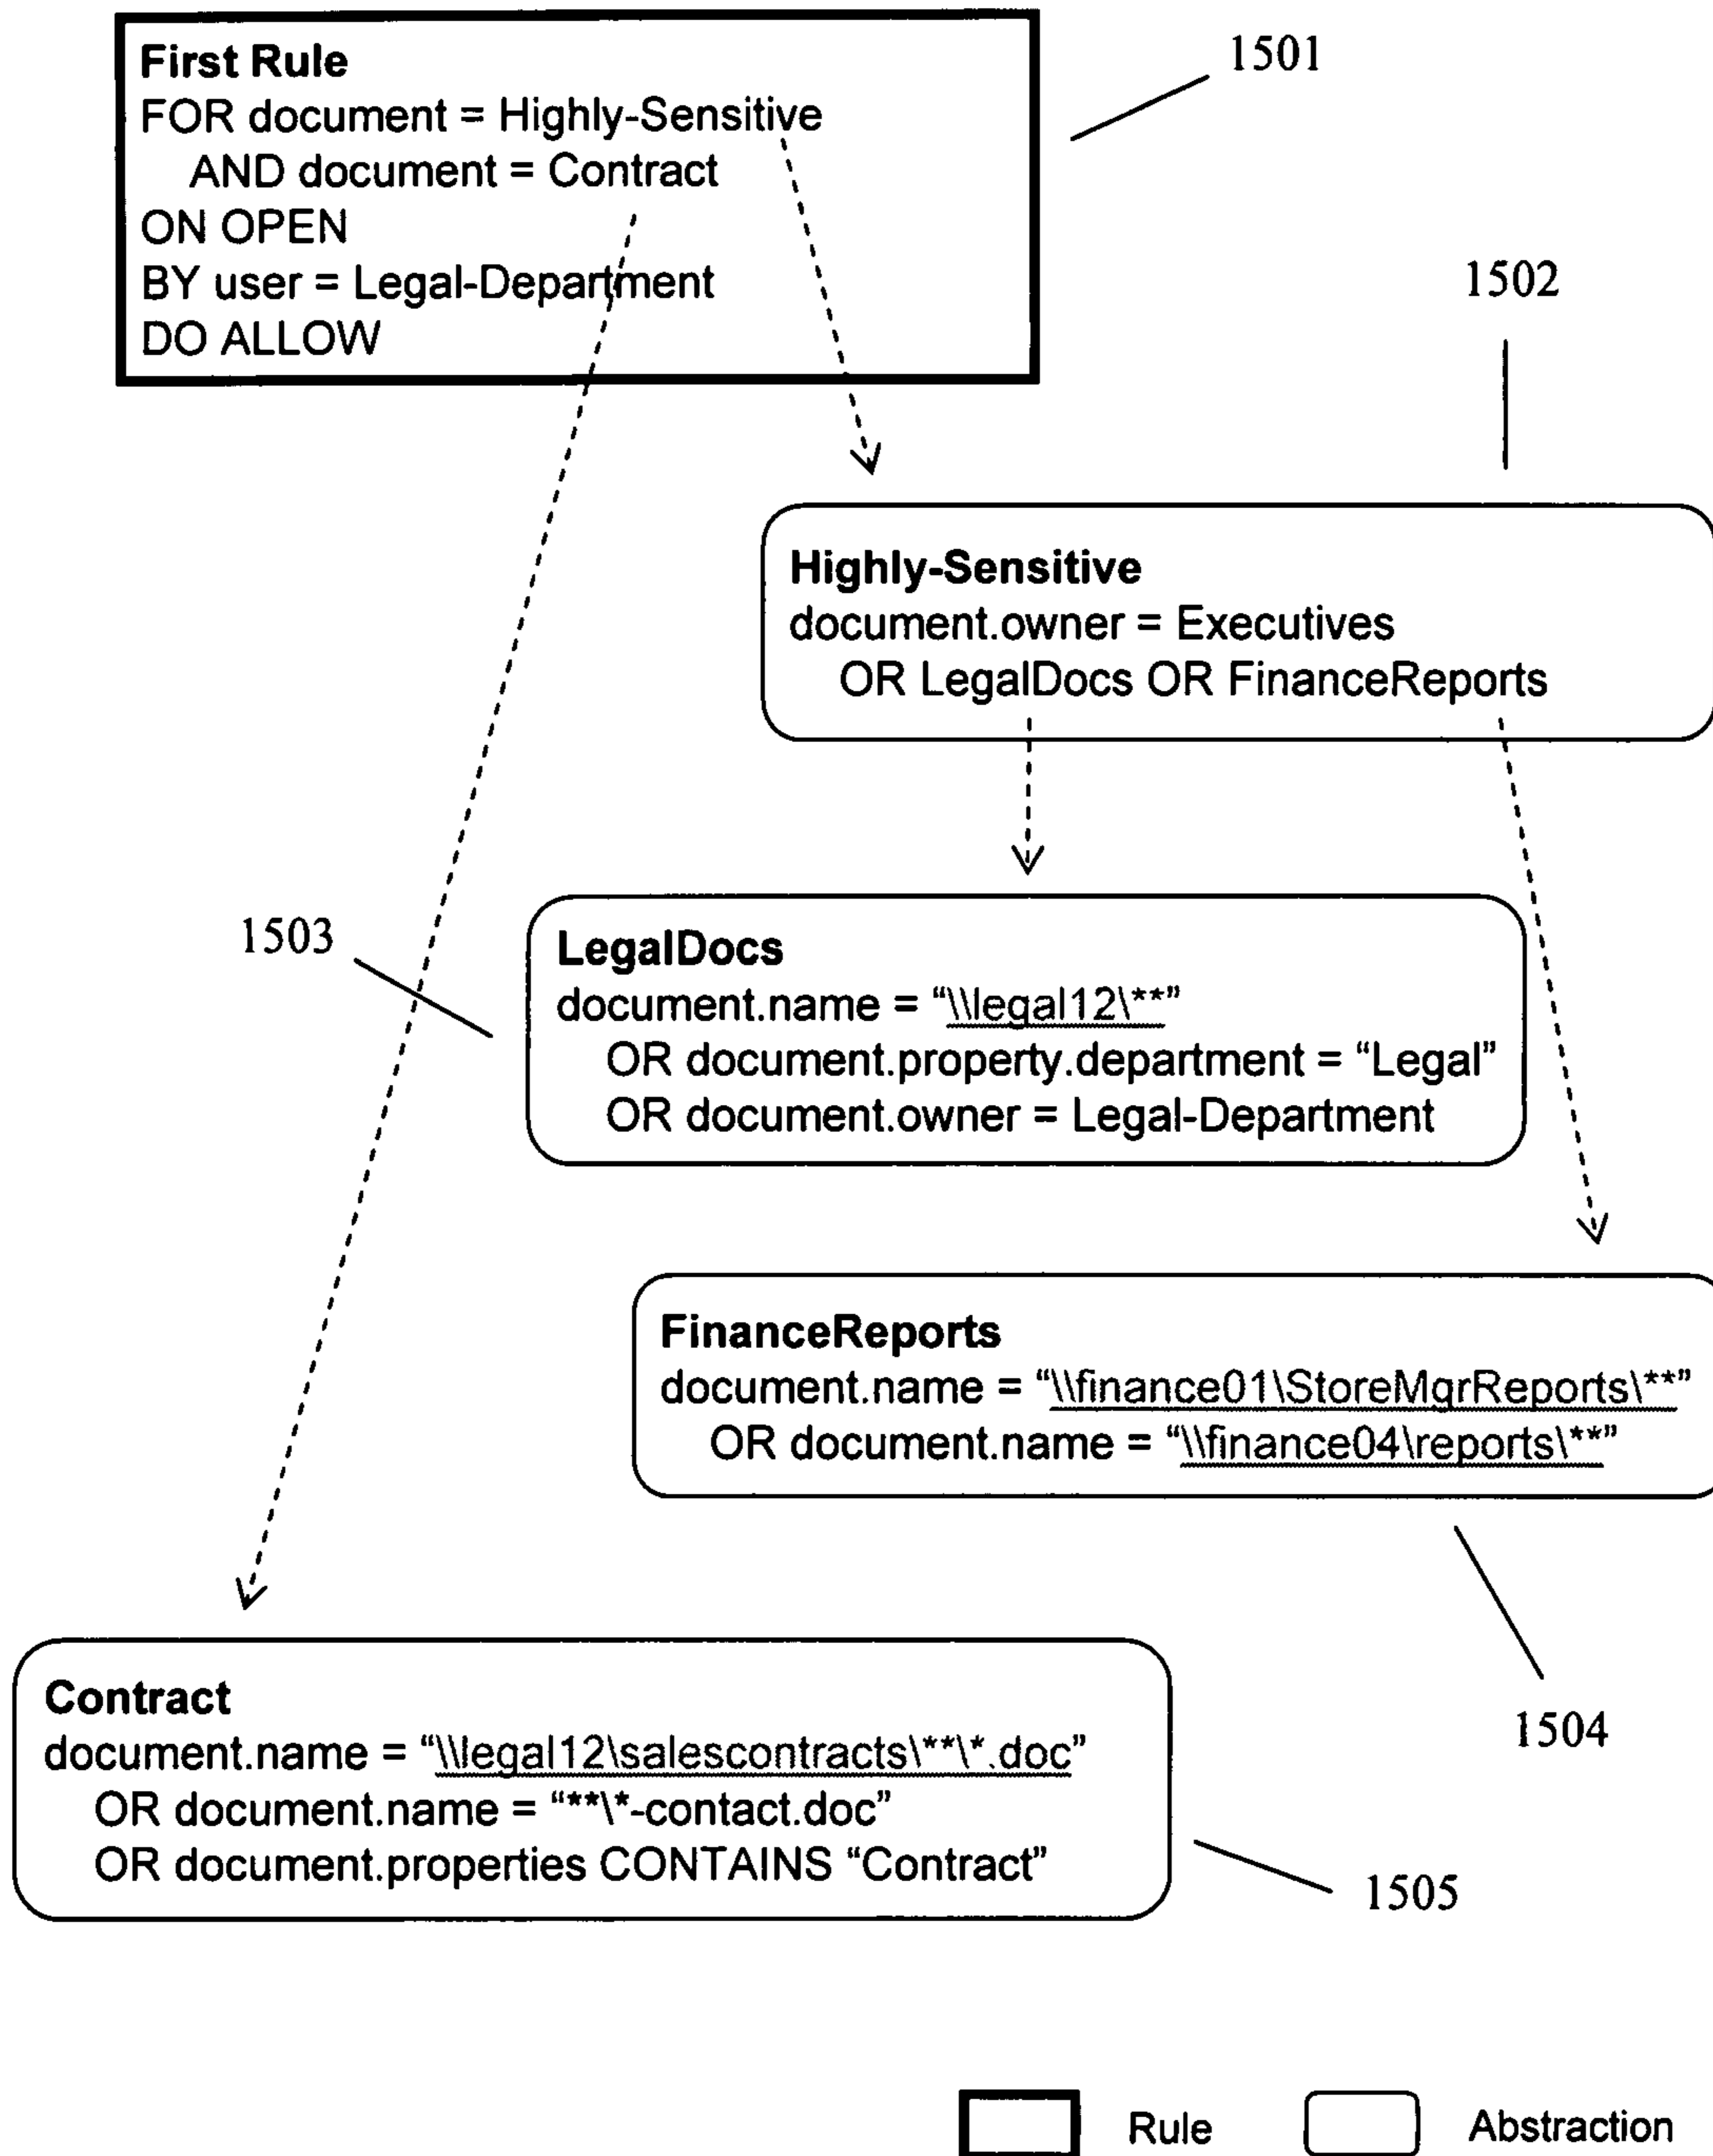 First Rule
FOR document = Highly-Sensitive
AND document = Contract
ON OPEN
BY user = Legal-Department
DO ALLOW
1501
1502
Highly-Sensitive
document.owner = Executives
OR LegalDocs OR FinanceReports
1503
LegalDocs
document.name = “\\legal12\**”
OR document.property.department = “Legal”
OR document.owner = Legal-Department
FinanceReports
document.name = “\\finance01\StoreMgrReports\**”
OR document.name = “\\finance04\reports\**”
1504
Contract
document.name = “\\legal12\salescontracts\**\*.doc”
OR document.name = “**\*-contact.doc”
OR document.properties CONTAINS “Contract”
1505
Rule
Abstraction